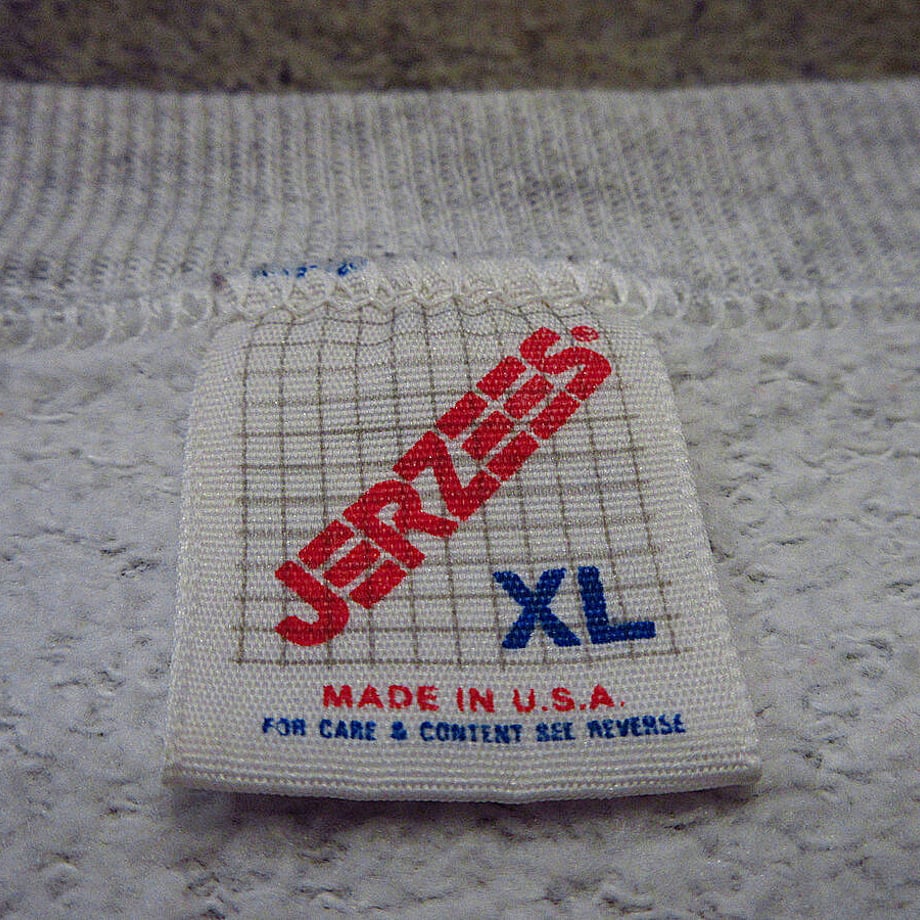 JERZEES®
XL
MADE IN U.S.A.
FOR CARE & CONTENT SEE REVERSE